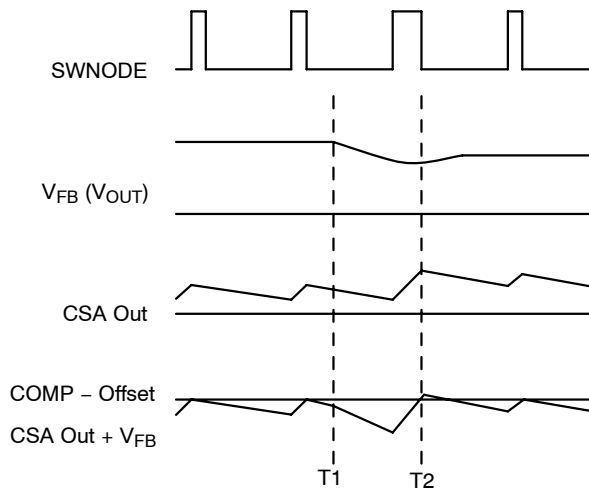 SWNODE
VFB (VOUT)
CSA Out
COMP – Offset
CSA Out + VFB
T1
T2